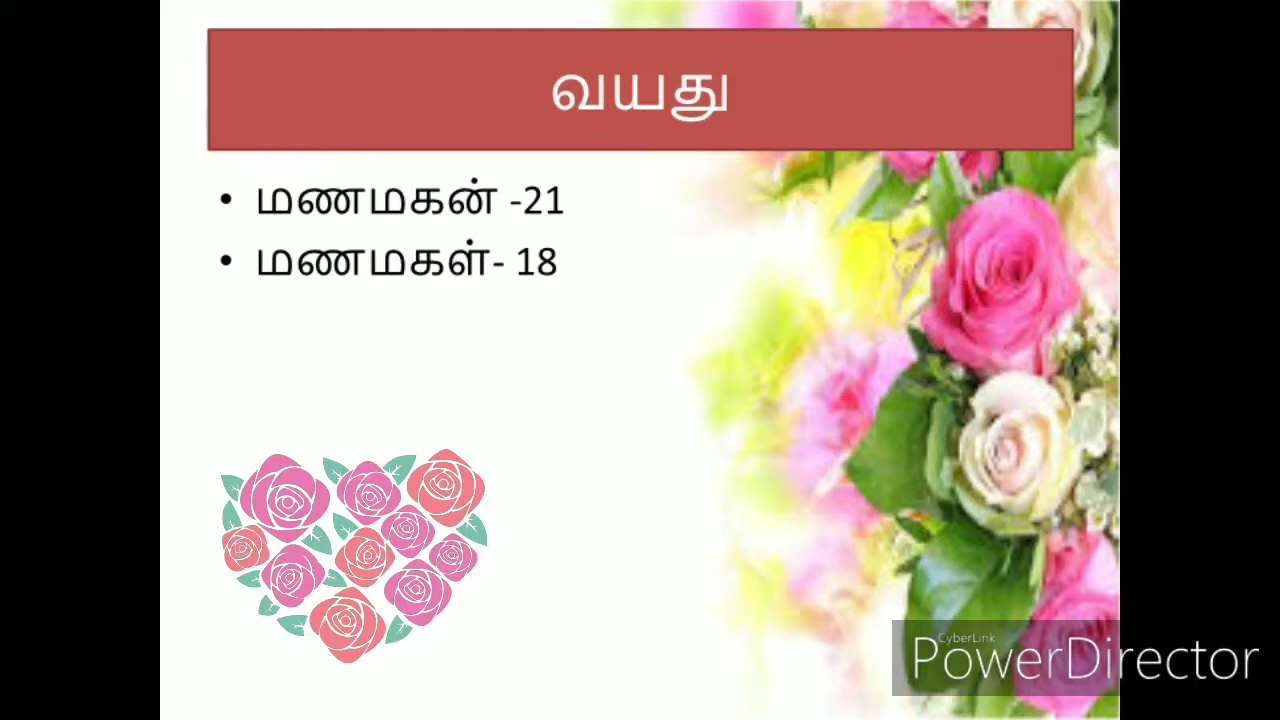 வயது
• மணமகன் -21
• மணமகள்- 18
CyberLink
PowerDirector